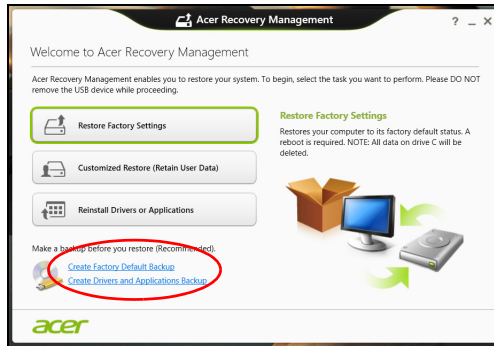 Acer Recovery Management
? _ X
Welcome to Acer Recovery Management
Acer Recovery Management enables you to restore your system. To begin, select the task you want to perform. Please DO NOT
remove the USB device while proceeding.
Restore Factory Settings
Customized Restore (Retain User Data)
Reinstall Drivers or Applications
Restore Factory Settings
Restores your computer to its factory default status. A
reboot is required. NOTE: All data on drive C will be
deleted.
Make a backup before you restore (Recommended).
Create Factory Default Backup
Create Drivers and Applications Backup
acer